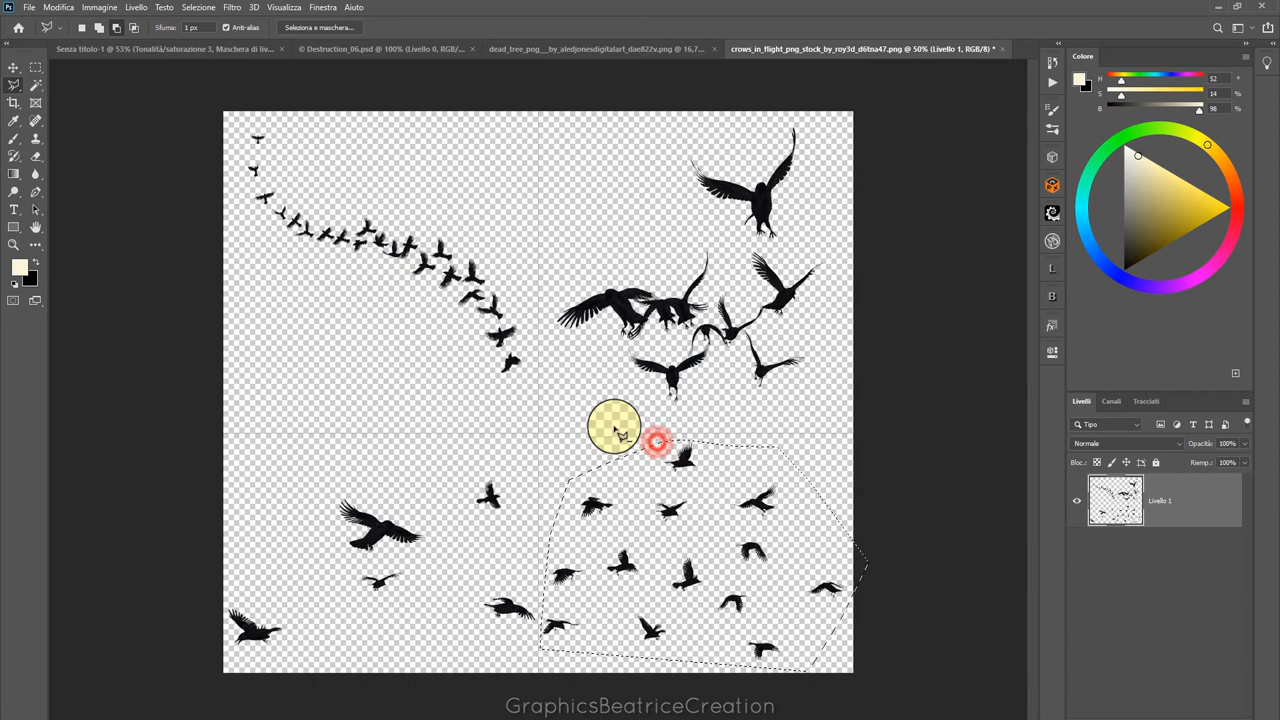 File Modifica Immagine Livello Testo Selezione Filtro 3D Visualizza Finestra Aiuto
Sfuma: 1 px Anti-alias Seleziona e maschera...
Senza titolo-1 @ 53% (Tonalità/saturazione 3, Maschera di liv... × © Destruction_06.psd @ 100% (Livello 0, RGB/8) × dead_tree_png__by_aledjonesdigitalart_dae822v.png @ 16,7... × crows_in_flight_png_stock_by_roy3d_d6tna47.png @ 50% (Livello 1, RGB/8) * ×
Colore
H 52 °
S 14 %
B 98 %
Livelli Canali Tracciati
Tipo
Normale Opacità: 100%
Bloc.: Riemp.: 100%
Livello 1
GraphicsBeatriceCreation